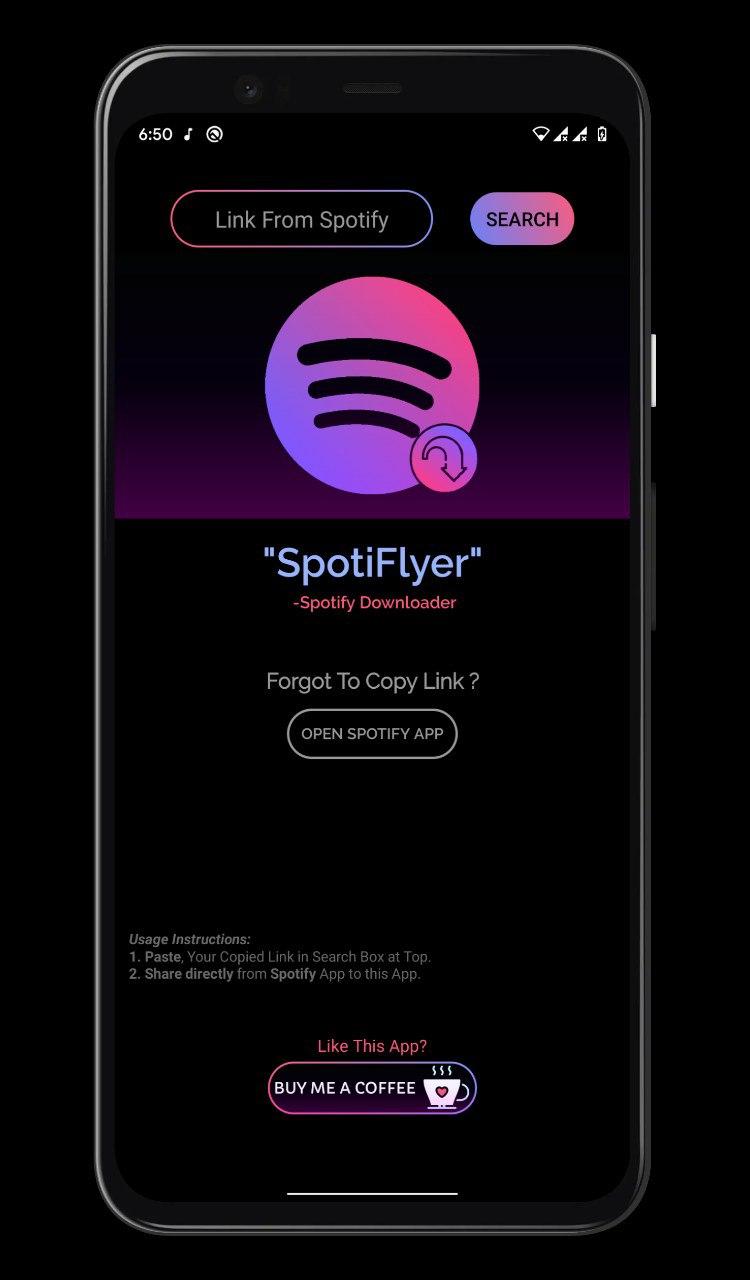 6:50
Link From Spotify
SEARCH
"SpotiFlyer"
-Spotify Downloader
Forgot To Copy Link ?
OPEN SPOTIFY APP
Usage Instructions:
1. Paste, Your Copied Link in Search Box at Top.
2. Share directly from Spotify App to this App.
Like This App?
BUY ME A COFFEE